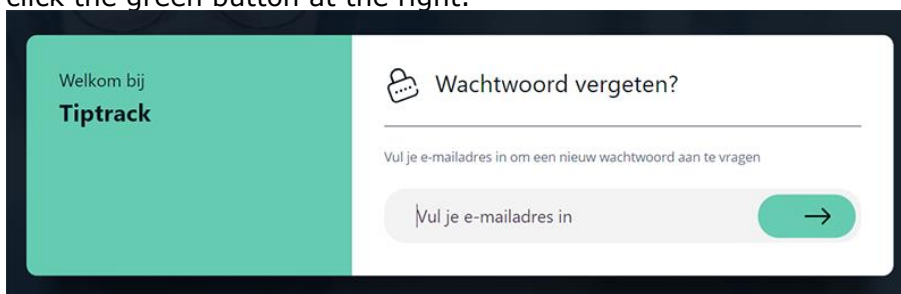 click the green button at the right.
Welkom bij
Tiptrack
Wachtwoord vergeten?
Vul je e-mailadres in om een nieuw wachtwoord aan te vragen
Vul je e-mailadres in